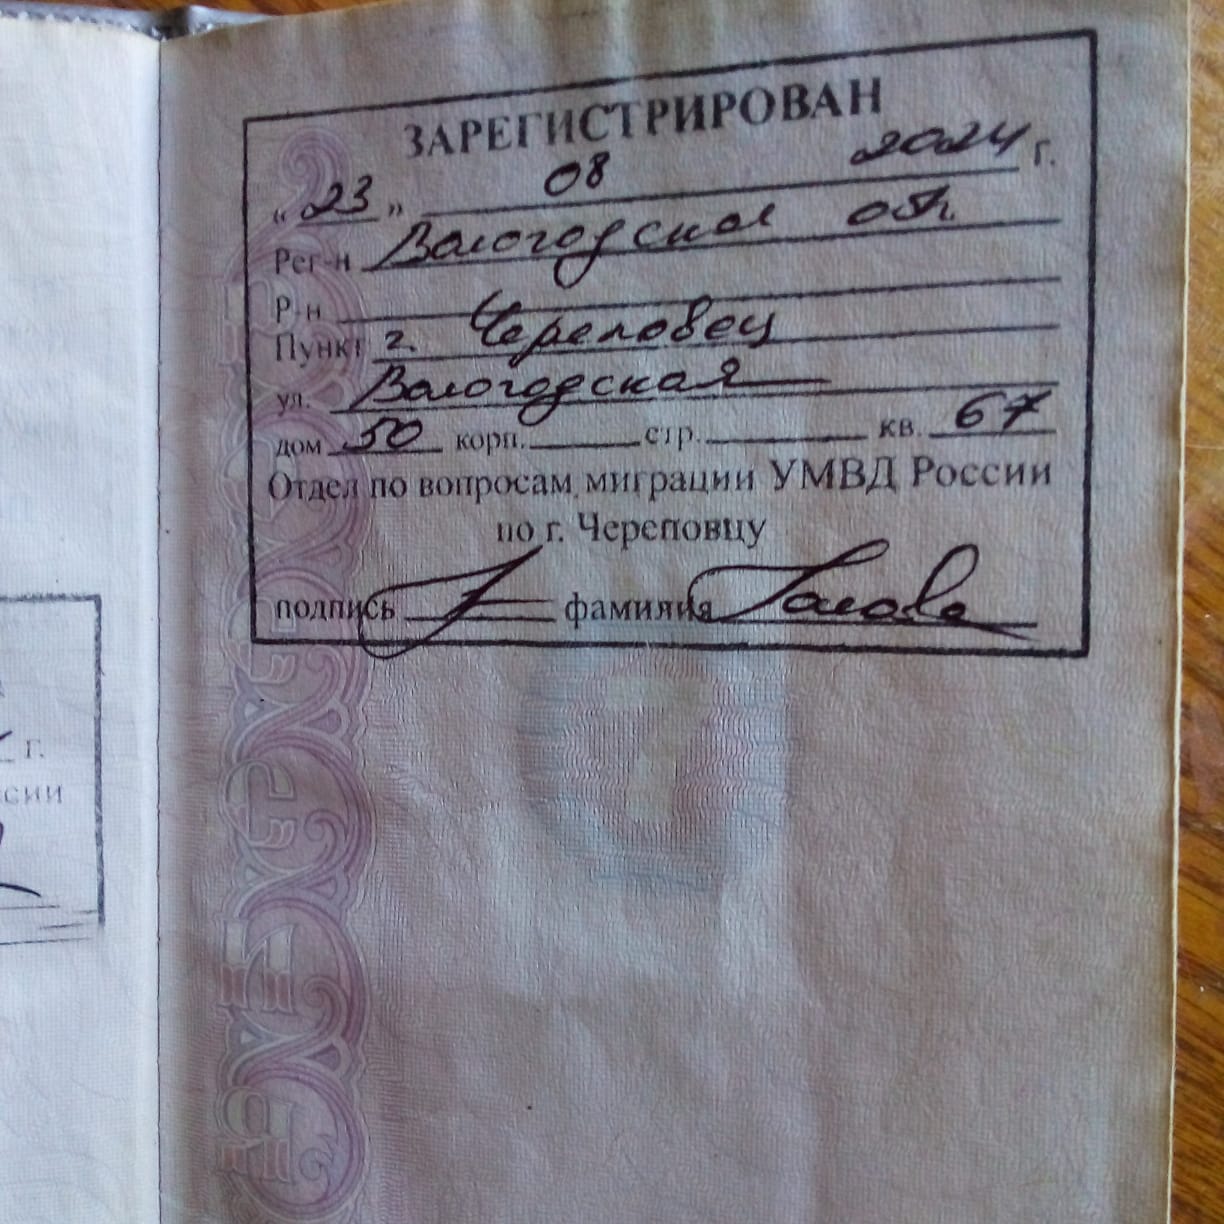 ЗАРЕГИСТРИРОВАН
"23" 08 2024 г.
Рег-н Вологодская обл.
Р-н
Пункт г. Череповец
ул. Вологодская
дом 50 корп. стр. кв. 67
Отдел по вопросам миграции УМВД России
по г. Череповцу
подпись фамилия
г.
сии